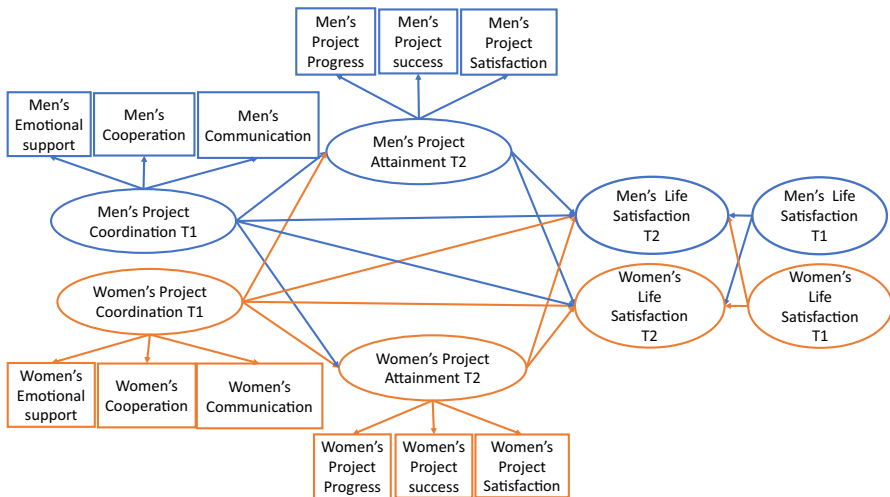 Men's
Project
Progress
Men's
Project
success
Men's
Project
Satisfaction
Men's
Emotional
support
Men's
Cooperation
Men's
Communication
Men's Project
Attainment T2
Men's Project
Coordination T1
Men's Life
Satisfaction
T2
Men's Life
Satisfaction
T1
Women's Project
Coordination T1
Women's
Life
Satisfaction
T2
Women's
Life
Satisfaction
T1
Women's Project
Attainment T2
Women's
Emotional
support
Women's
Cooperation
Women's
Communication
Women's
Project
Progress
Women's
Project
success
Women's
Project
Satisfaction